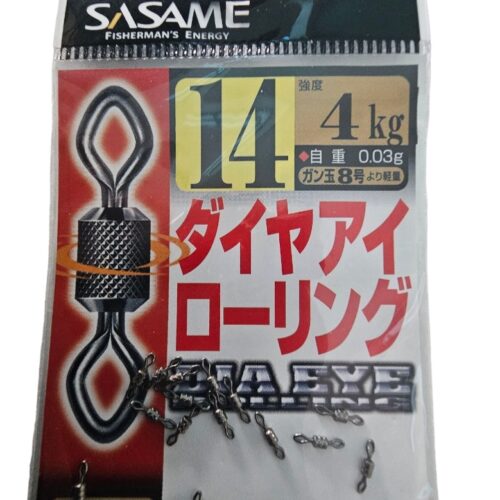 SASAME
FISHERMAN'S ENERGY
14
強度
4kg
◆自重 0.03g
ガン玉8号より軽量
ダイヤアイ
ローリング
DIA EYE
ROLLING